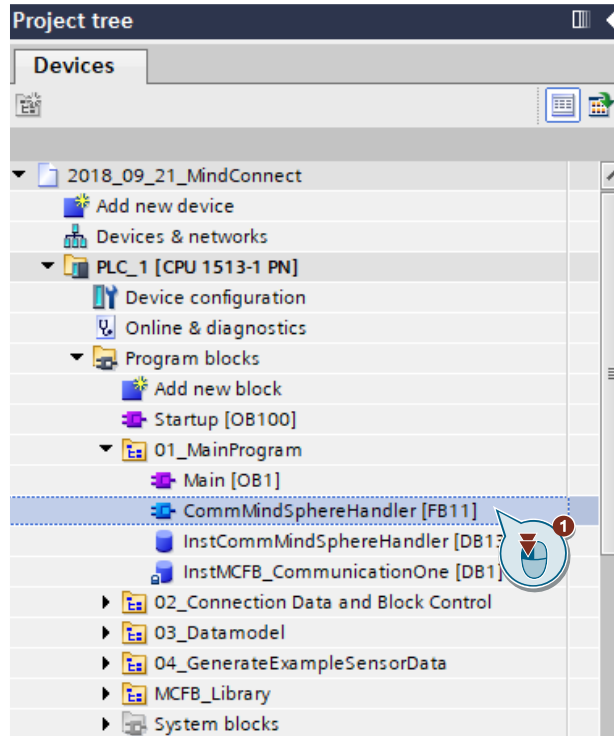 Project tree
Devices
2018_09_21_MindConnect
Add new device
Devices & networks
PLC_1 [CPU 1513-1 PN]
Device configuration
Online & diagnostics
Program blocks
Add new block
Startup [OB100]
01_MainProgram
Main [OB1]
CommMindSphereHandler [FB11]
1
InstCommMindSphereHandler [DB13
InstMCFB_CommunicationOne [DB1]
02_Connection Data and Block Control
03_Datamodel
04_GenerateExampleSensorData
MCFB_Library
System blocks